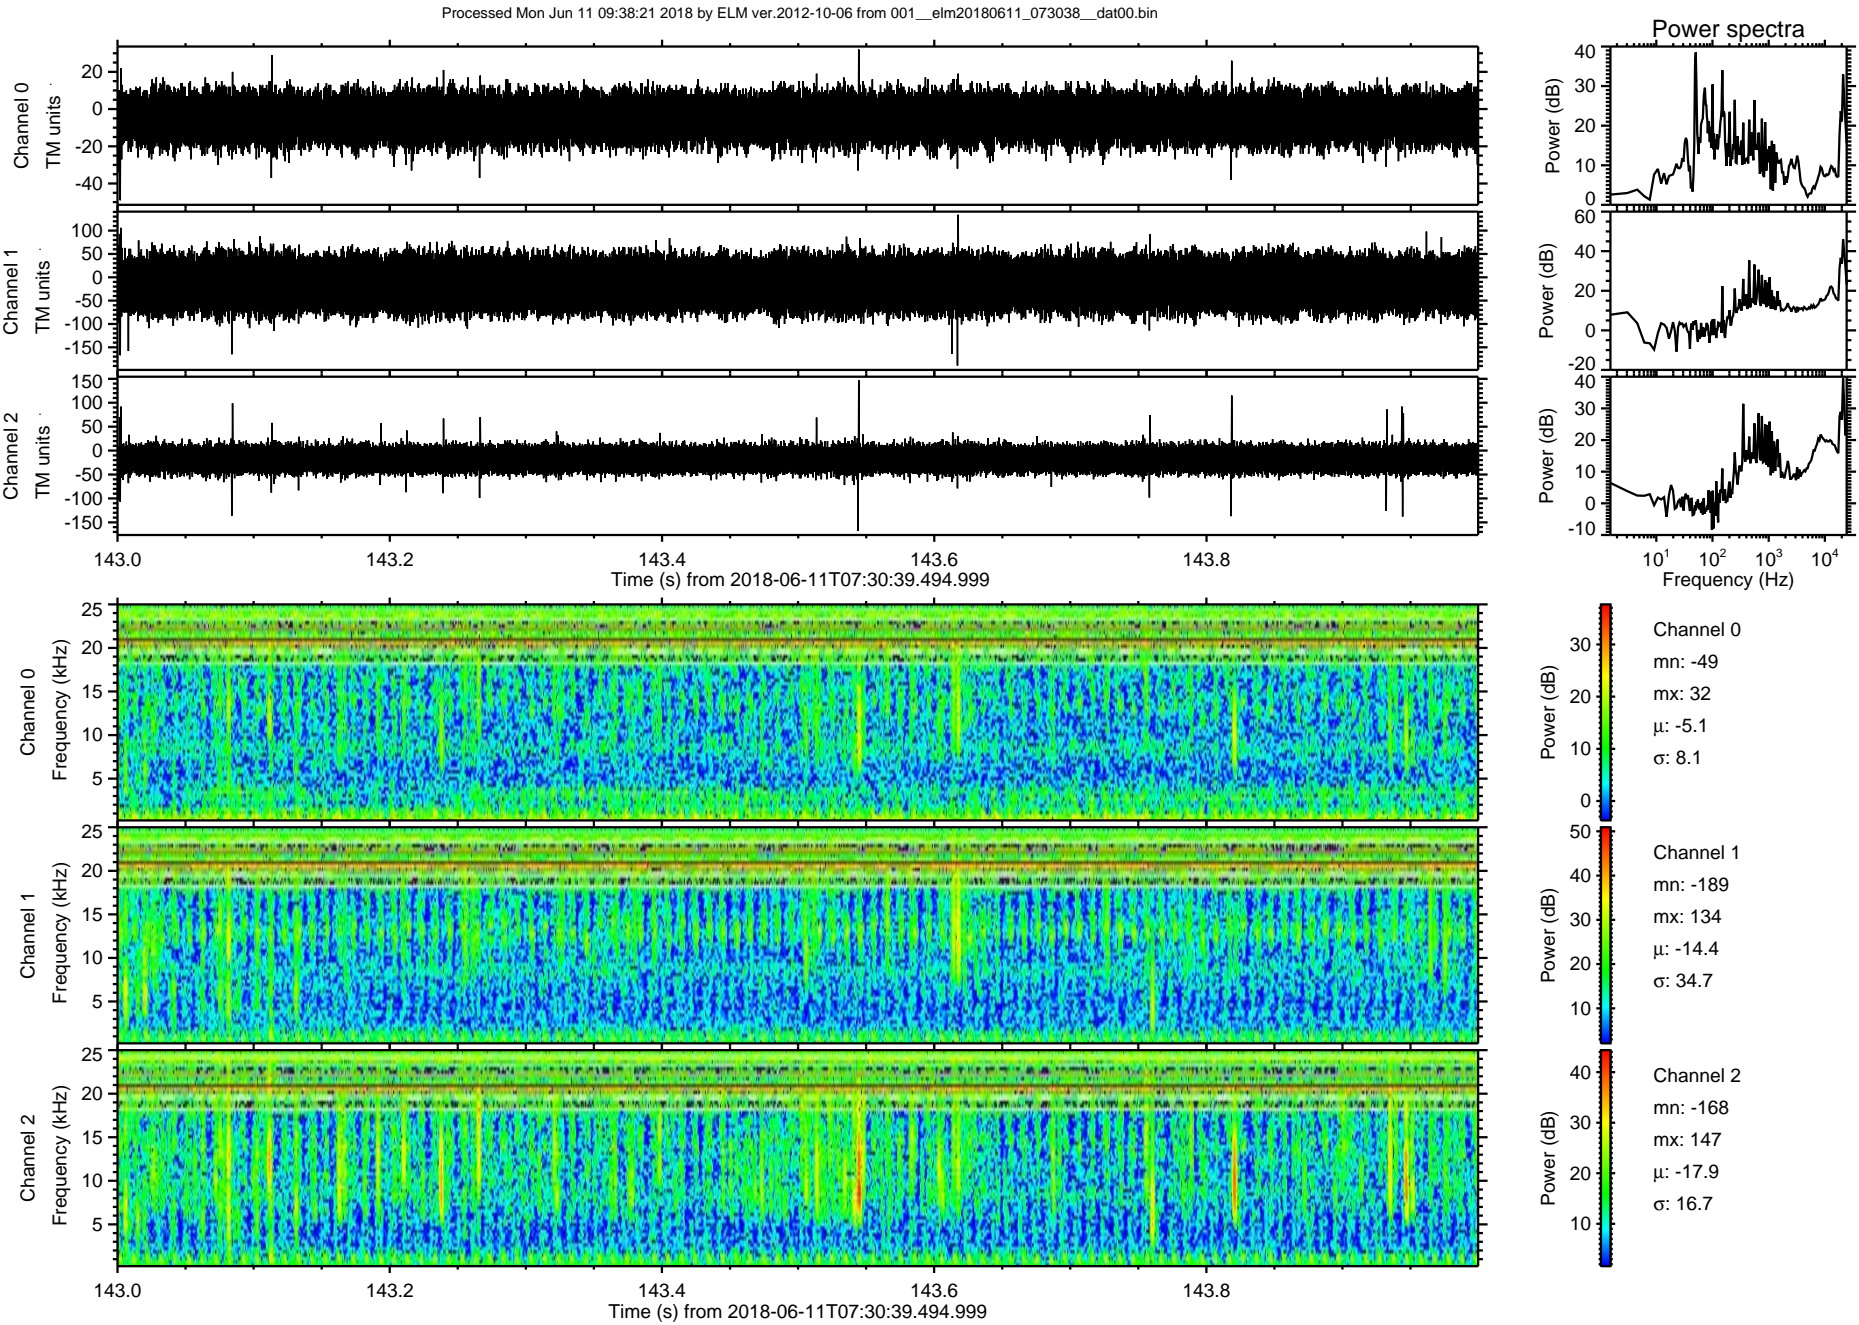 Processed Mon Jun 11 09:38:21 2018 by ELM ver.2012-10-06 from 001__elm20180611_073038__dat00.bin
Power spectra
Channel 0
TM units
20
0
-20
-40
Power (dB)
40
30
20
10
0
Channel 1
TM units
100
50
0
-50
-100
-150
Power (dB)
60
40
20
0
-20
Channel 2
TM units
150
100
50
0
-50
-100
-150
Power (dB)
40
30
20
10
0
-10
143.0 143.2 143.4 143.6 143.8
Time (s) from 2018-06-11T07:30:39.494.999
10^1 10^2 10^3 10^4
Frequency (Hz)
Channel 0
Frequency (kHz)
25
20
15
10
5
Power (dB)
30
20
10
0
Channel 0
mn: -49
mx: 32
μ: -5.1
σ: 8.1
Channel 1
Frequency (kHz)
25
20
15
10
5
Power (dB)
50
40
30
20
10
Channel 1
mn: -189
mx: 134
μ: -14.4
σ: 34.7
Channel 2
Frequency (kHz)
25
20
15
10
5
Power (dB)
40
30
20
10
Channel 2
mn: -168
mx: 147
μ: -17.9
σ: 16.7
143.0 143.2 143.4 143.6 143.8
Time (s) from 2018-06-11T07:30:39.494.999